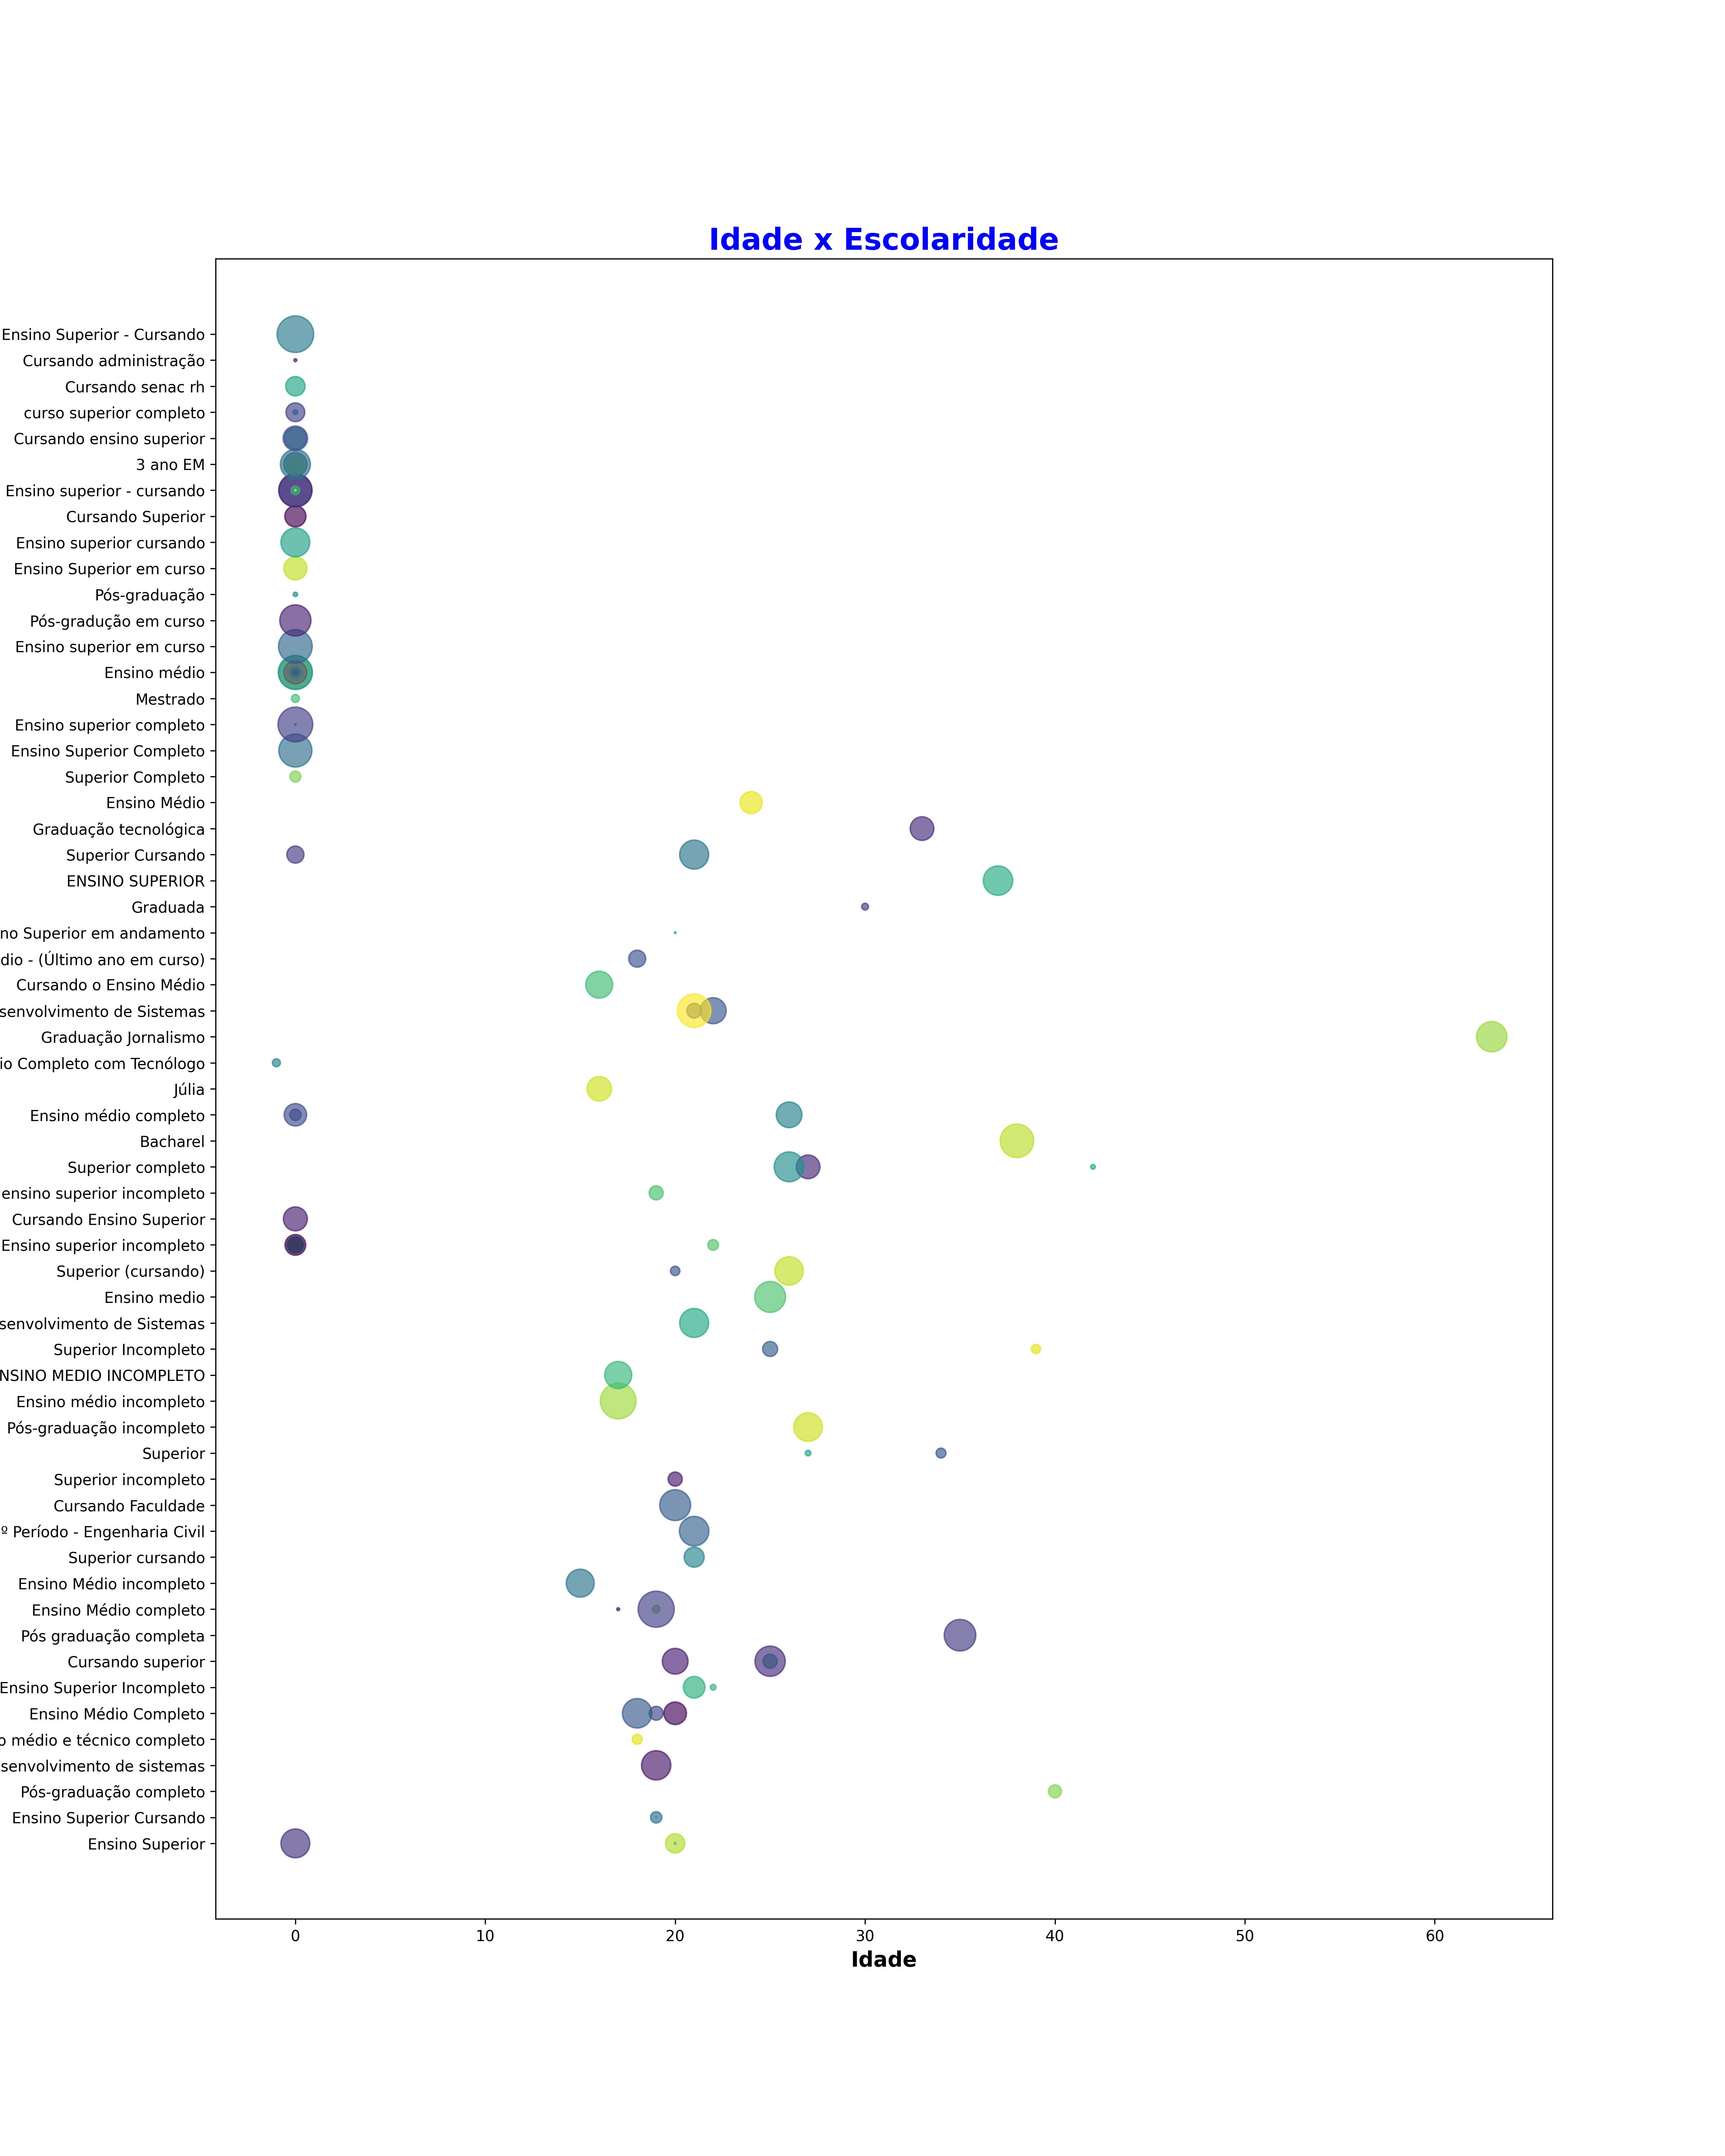 Idade x Escolaridade
Ensino Superior - Cursando
Cursando administração
Cursando senac rh
curso superior completo
Cursando ensino superior
3 ano EM
Ensino superior - cursando
Cursando Superior
Ensino superior cursando
Ensino Superior em curso
Pós-graduação
Pós-gradução em curso
Ensino superior em curso
Ensino médio
Mestrado
Ensino superior completo
Ensino Superior Completo
Superior Completo
Ensino Médio
Graduação tecnológica
Superior Cursando
ENSINO SUPERIOR
Graduada
no Superior em andamento
dio - (Último ano em curso)
Cursando o Ensino Médio
senvolvimento de Sistemas
Graduação Jornalismo
io Completo com Tecnólogo
Júlia
Ensino médio completo
Bacharel
Superior completo
ensino superior incompleto
Cursando Ensino Superior
Ensino superior incompleto
Superior (cursando)
Ensino medio
senvolvimento de Sistemas
Superior Incompleto
NSINO MEDIO INCOMPLETO
Ensino médio incompleto
Pós-graduação incompleto
Superior
Superior incompleto
Cursando Faculdade
º Período - Engenharia Civil
Superior cursando
Ensino Médio incompleto
Ensino Médio completo
Pós graduação completa
Cursando superior
Ensino Superior Incompleto
Ensino Médio Completo
o médio e técnico completo
senvolvimento de sistemas
Pós-graduação completo
Ensino Superior Cursando
Ensino Superior
0 10 20 30 40 50 60
Idade